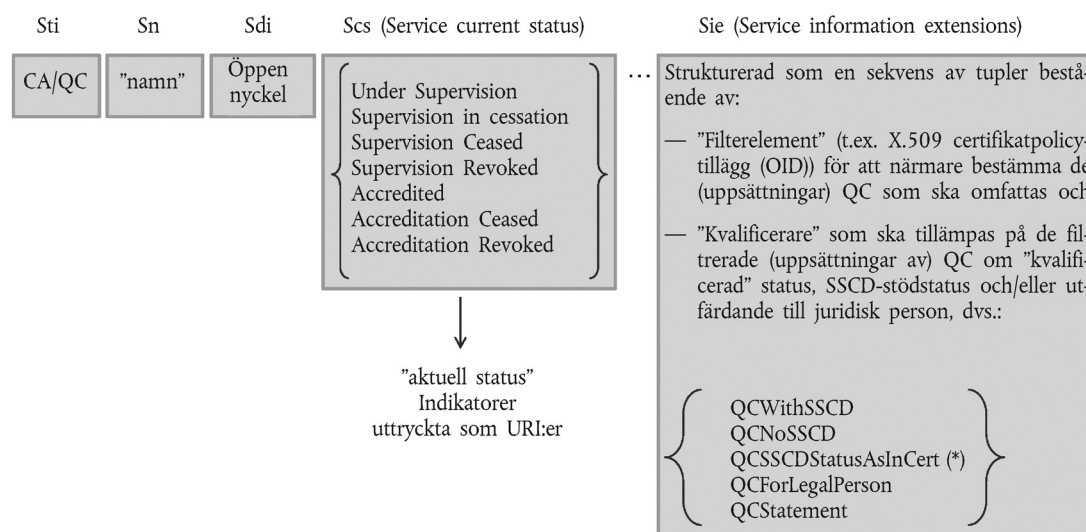 Sti Sn Sdi Scs (Service current status) Sie (Service information extensions)
CA/QC
"namn"
Öppen
nyckel
Under Supervision
Supervision in cessation
Supervision Ceased
Supervision Revoked
Accredited
Accreditation Ceased
Accreditation Revoked
"aktuell status"
Indikatorer
uttryckta som URI:er
...
Strukturerad som en sekvens av tupler bestå-
ende av:
— "Filterelement" (t.ex. X.509 certifikatpolicy-
tillägg (OID)) för att närmare bestämma de
(uppsättningar) QC som ska omfattas och
— "Kvalificerare" som ska tillämpas på de fil-
trerade (uppsättningar av) QC om "kvalifi-
cerad" status, SSCD-stödstatus och/eller ut-
färdande till juridisk person, dvs.:
QCWithSSCD
QCNoSSCD
QCSSCDStatusAsInCert (*)
QCForLegalPerson
QCStatement